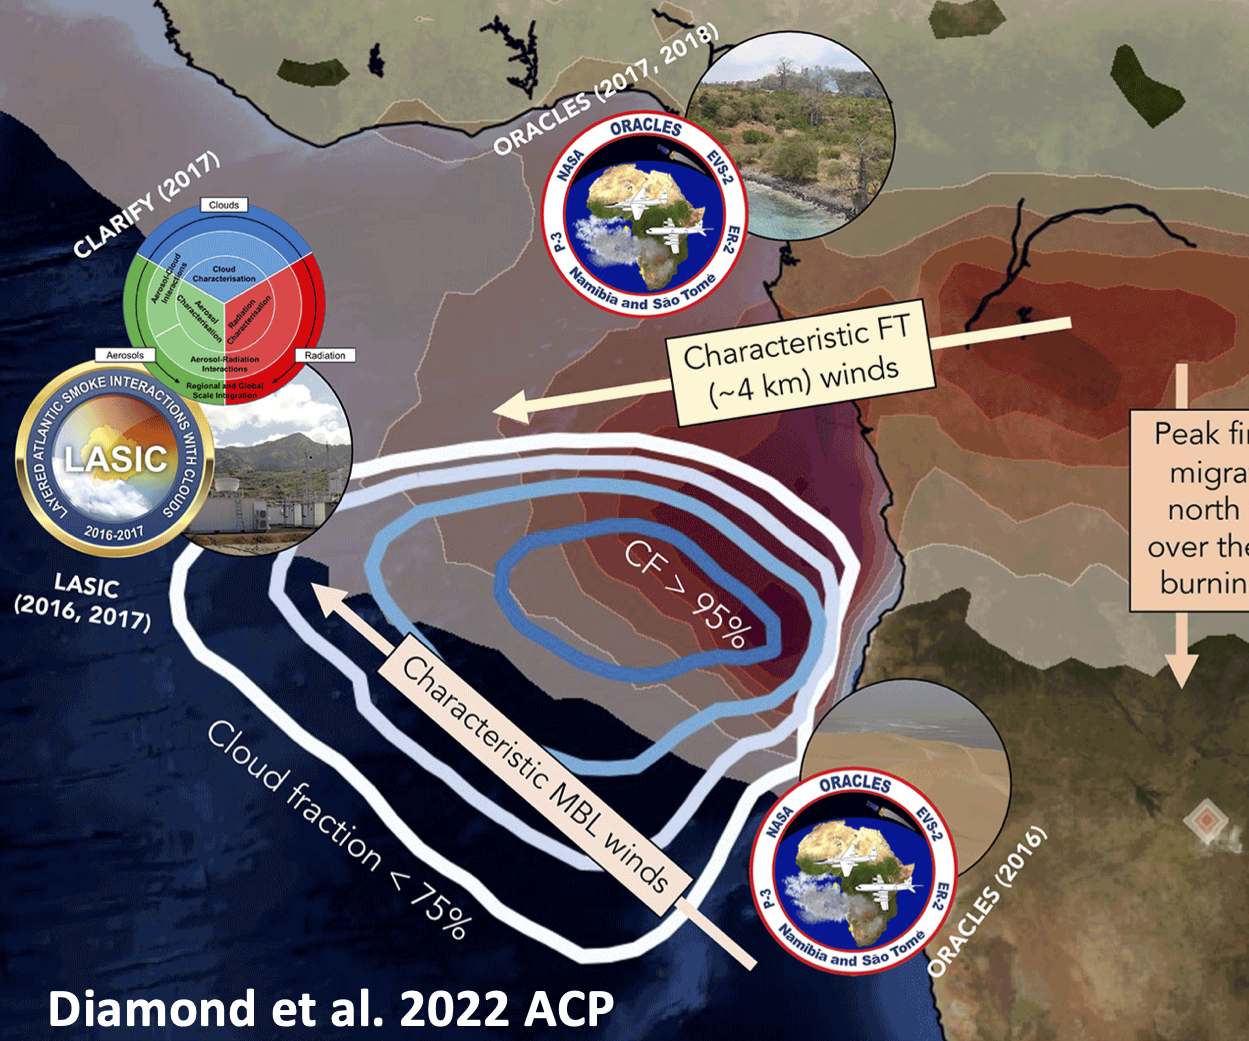 ORACLES (2017, 2018)
ORACLES
NASA
EVS-2
P-3
ER-2
Namibia and São Tomé
CLARIFY (2017)
Clouds
Cloud
Characterisation
Aerosol-Cloud
Interactions
Aerosol
Characterisation
Radiation
Characterisation
Aerosols
Radiation
Aerosol-Radiation
Interactions
Regional and Global
Scale Integration
LAYERED ATLANTIC SMOKE INTERACTIONS WITH CLOUDS
LASIC
2016-2017
LASIC
(2016, 2017)
Characteristic FT
(~4 km) winds
Peak fir
migra
north
over the
burnin
CF > 95%
Characteristic MBL winds
Cloud fraction < 75%
ORACLES
NASA
EVS-2
P-3
ER-2
Namibia and São Tomé
ORACLES (2016)
Diamond et al. 2022 ACP